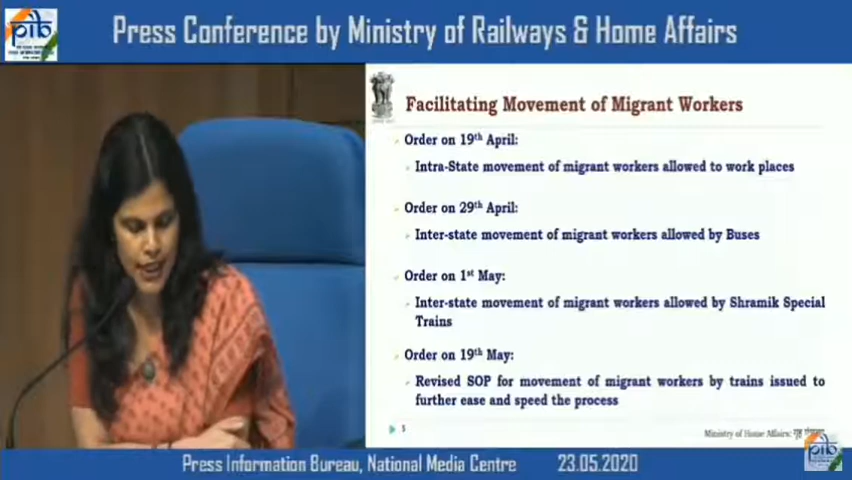 pib
Press Conference by Ministry of Railways & Home Affairs
Facilitating Movement of Migrant Workers
Order on 19th April:
Intra-State movement of migrant workers allowed to work places
Order on 29th April:
Inter-state movement of migrant workers allowed by Buses
Order on 1st May:
Inter-state movement of migrant workers allowed by Shramik Special
Trains
Order on 19th May:
Revised SOP for movement of migrant workers by trains issued to
further ease and speed the process
5
Ministry of Home Affairs:
pib
Press Information Bureau, National Media Centre 23.05.2020